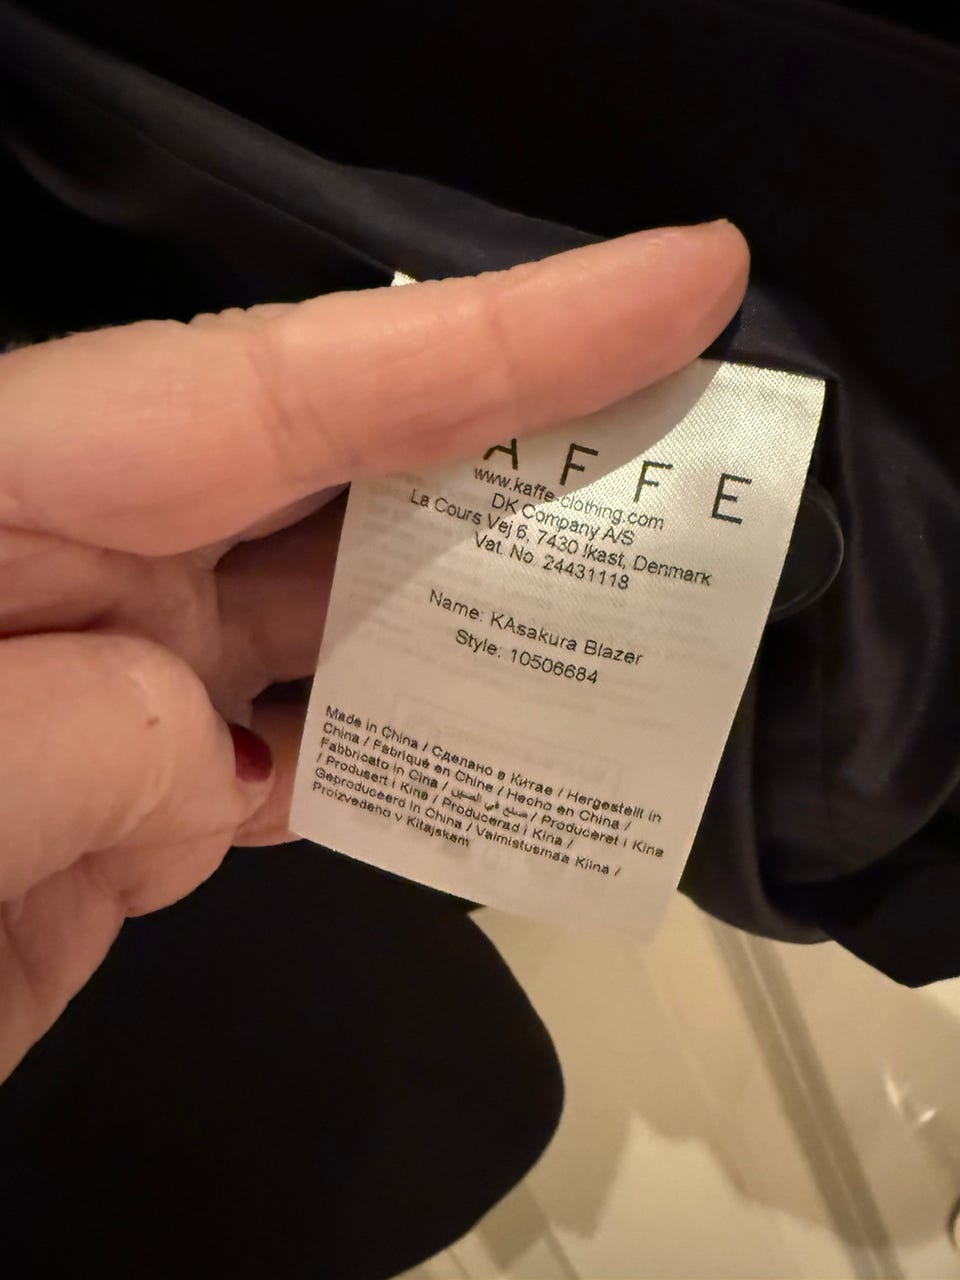 A F F E
www.kaffe-clothing.com
DK Company A/S
La Cours Vej 6, 7430 Ikast, Denmark
Vat. No. 24431118
Name: KAsakura Blazer
Style: 10506684
Made in China / Сделано в Китае / Hergestellt in
China / Fabriqué en Chine / Hecho en China /
Fabbricato in Cina / صنع في الصين / Produceret i Kina
/ Produsert i Kina / Producerad i Kina /
Geproduceerd in China / Valmistusmaa Kiina /
Proizvedeno v Kitajskem